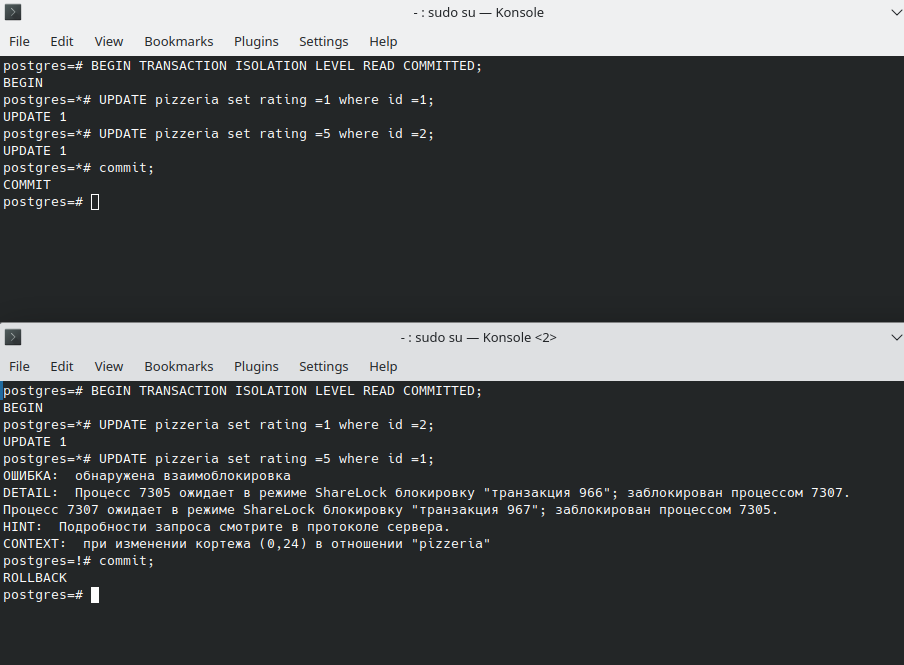 - : sudo su — Konsole
File Edit View Bookmarks Plugins Settings Help
postgres=# BEGIN TRANSACTION ISOLATION LEVEL READ COMMITTED;
BEGIN
postgres=*# UPDATE pizzeria set rating =1 where id =1;
UPDATE 1
postgres=*# UPDATE pizzeria set rating =5 where id =2;
UPDATE 1
postgres=*# commit;
COMMIT
postgres=#
- : sudo su — Konsole <2>
File Edit View Bookmarks Plugins Settings Help
postgres=# BEGIN TRANSACTION ISOLATION LEVEL READ COMMITTED;
BEGIN
postgres=*# UPDATE pizzeria set rating =1 where id =2;
UPDATE 1
postgres=*# UPDATE pizzeria set rating =5 where id =1;
ОШИБКА:  обнаружена взаимоблокировка
DETAIL:  Процесс 7305 ожидает в режиме ShareLock блокировку "транзакция 966"; заблокирован процессом 7307.
Процесс 7307 ожидает в режиме ShareLock блокировку "транзакция 967"; заблокирован процессом 7305.
HINT:  Подробности запроса смотрите в протоколе сервера.
CONTEXT:  при изменении кортежа (0,24) в отношении "pizzeria"
postgres=!# commit;
ROLLBACK
postgres=#